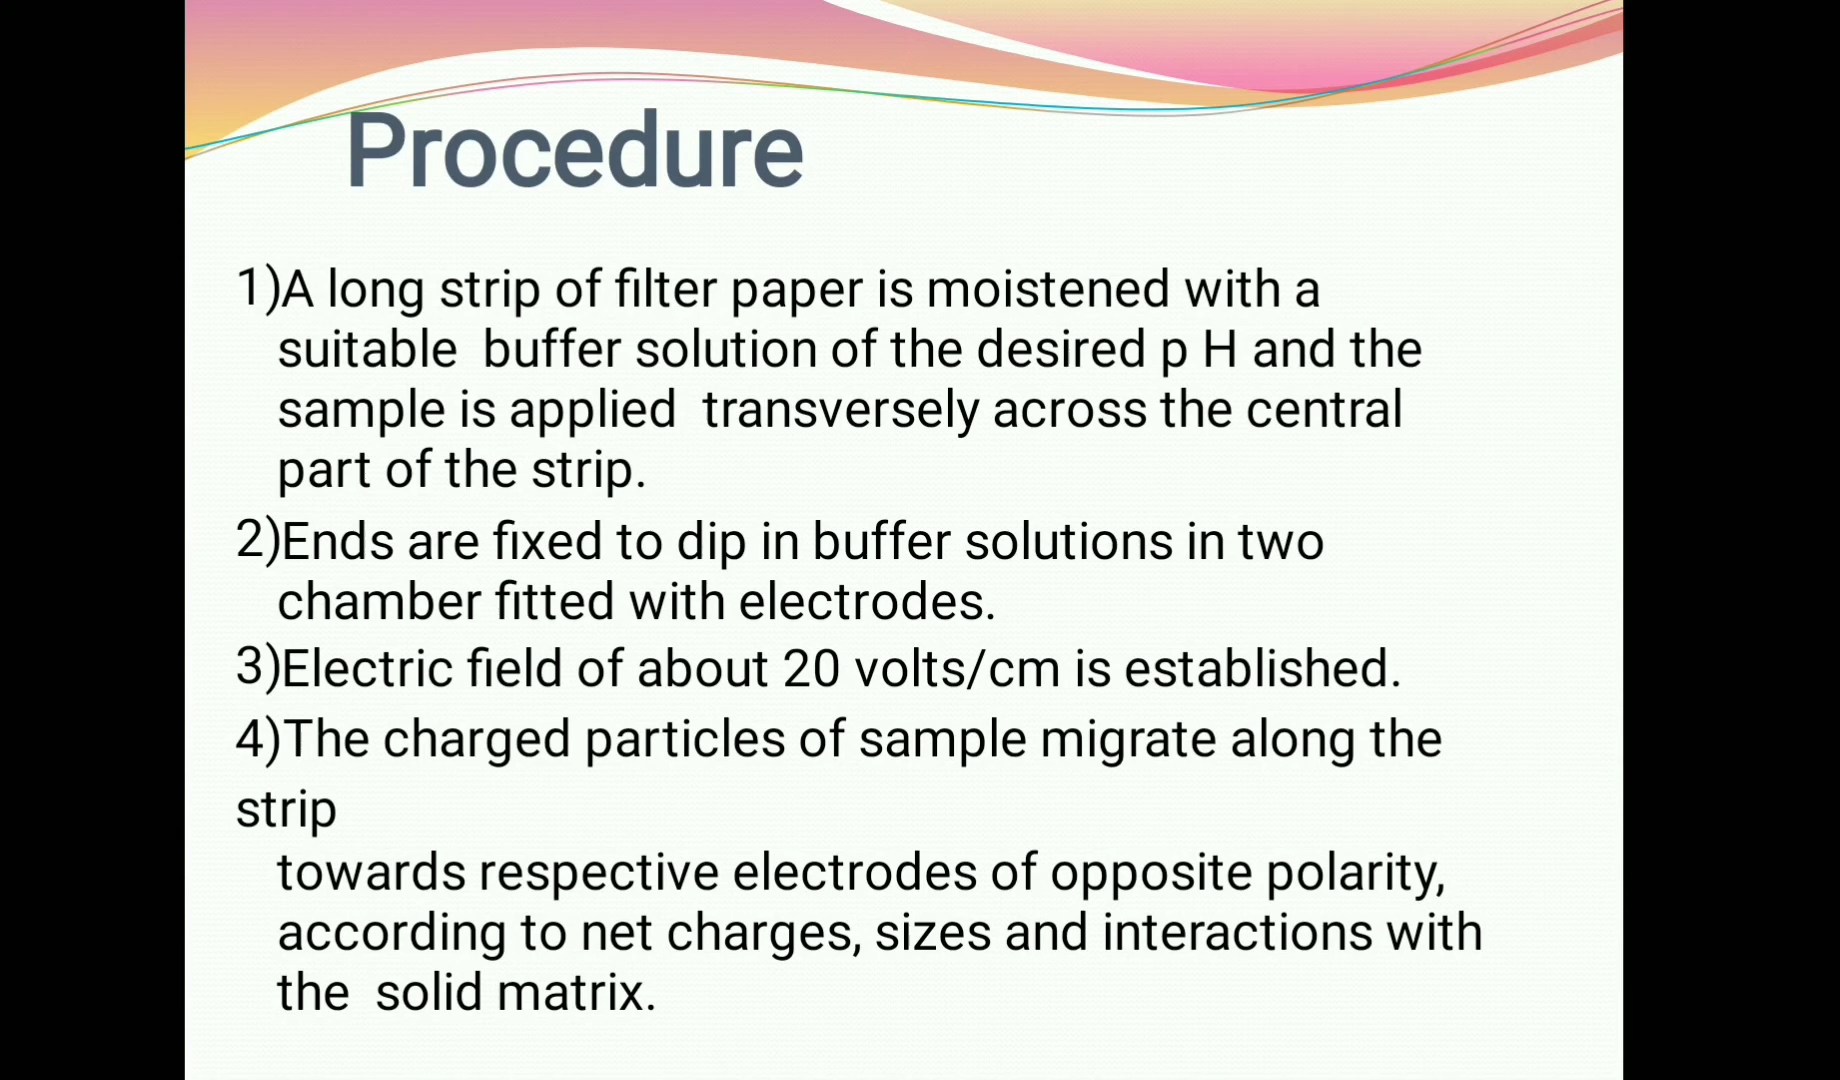 Procedure
1)A long strip of filter paper is moistened with a
suitable  buffer solution of the desired p H and the
sample is applied  transversely across the central
part of the strip.
2)Ends are fixed to dip in buffer solutions in two
chamber fitted with electrodes.
3)Electric field of about 20 volts/cm is established.
4)The charged particles of sample migrate along the
strip
towards respective electrodes of opposite polarity,
according to net charges, sizes and interactions with
the  solid matrix.